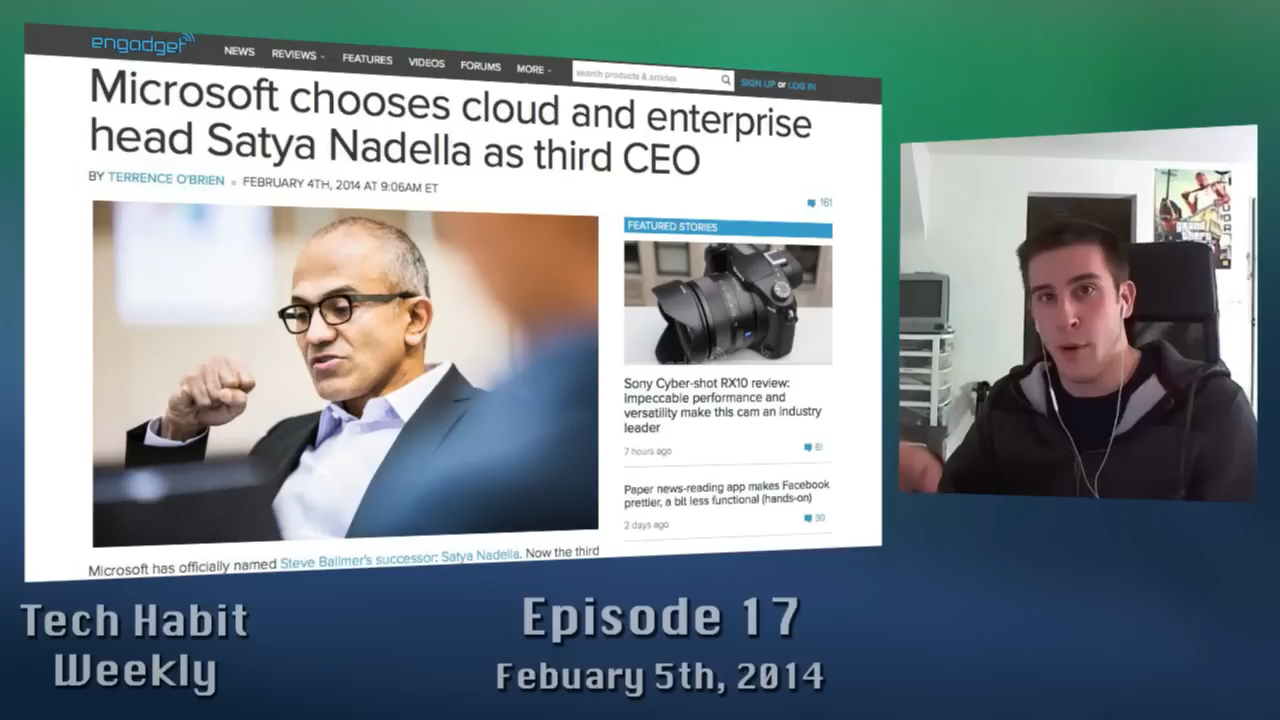 engadget
NEWS REVIEWS FEATURES VIDEOS FORUMS MORE
search products & articles
SIGN UP or LOG IN
Microsoft chooses cloud and enterprise
head Satya Nadella as third CEO
BY TERRENCE O'BRIEN FEBRUARY 4TH, 2014 AT 9:06AM ET
161
FEATURED STORIES
Sony Cyber-shot RX10 review:
impeccable performance and
versatility make this cam an industry
leader
7 hours ago 61
Paper news-reading app makes Facebook
prettier, a bit less functional (hands-on)
2 days ago 30
Microsoft has officially named Steve Ballmer's successor: Satya Nadella. Now the third
Tech Habit
Weekly
Episode 17
Febuary 5th, 2014